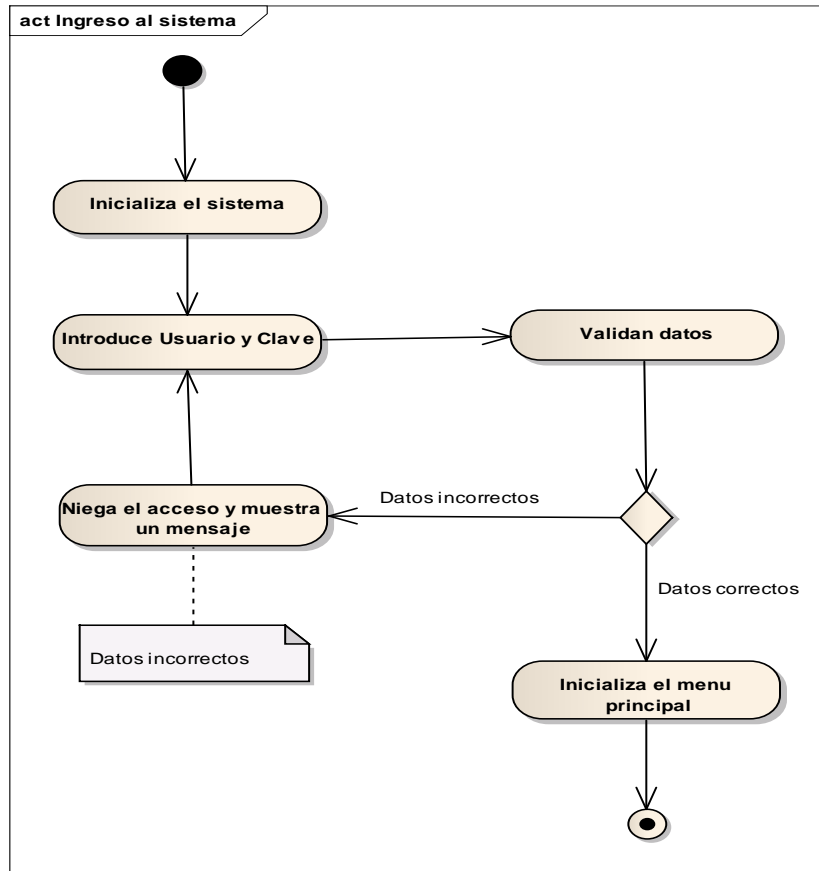 act Ingreso al sistema
Inicializa el sistema
Introduce Usuario y Clave
Validan datos
Niega el acceso y muestra
un mensaje
Datos incorrectos
Datos correctos
Datos incorrectos
Inicializa el menu
principal